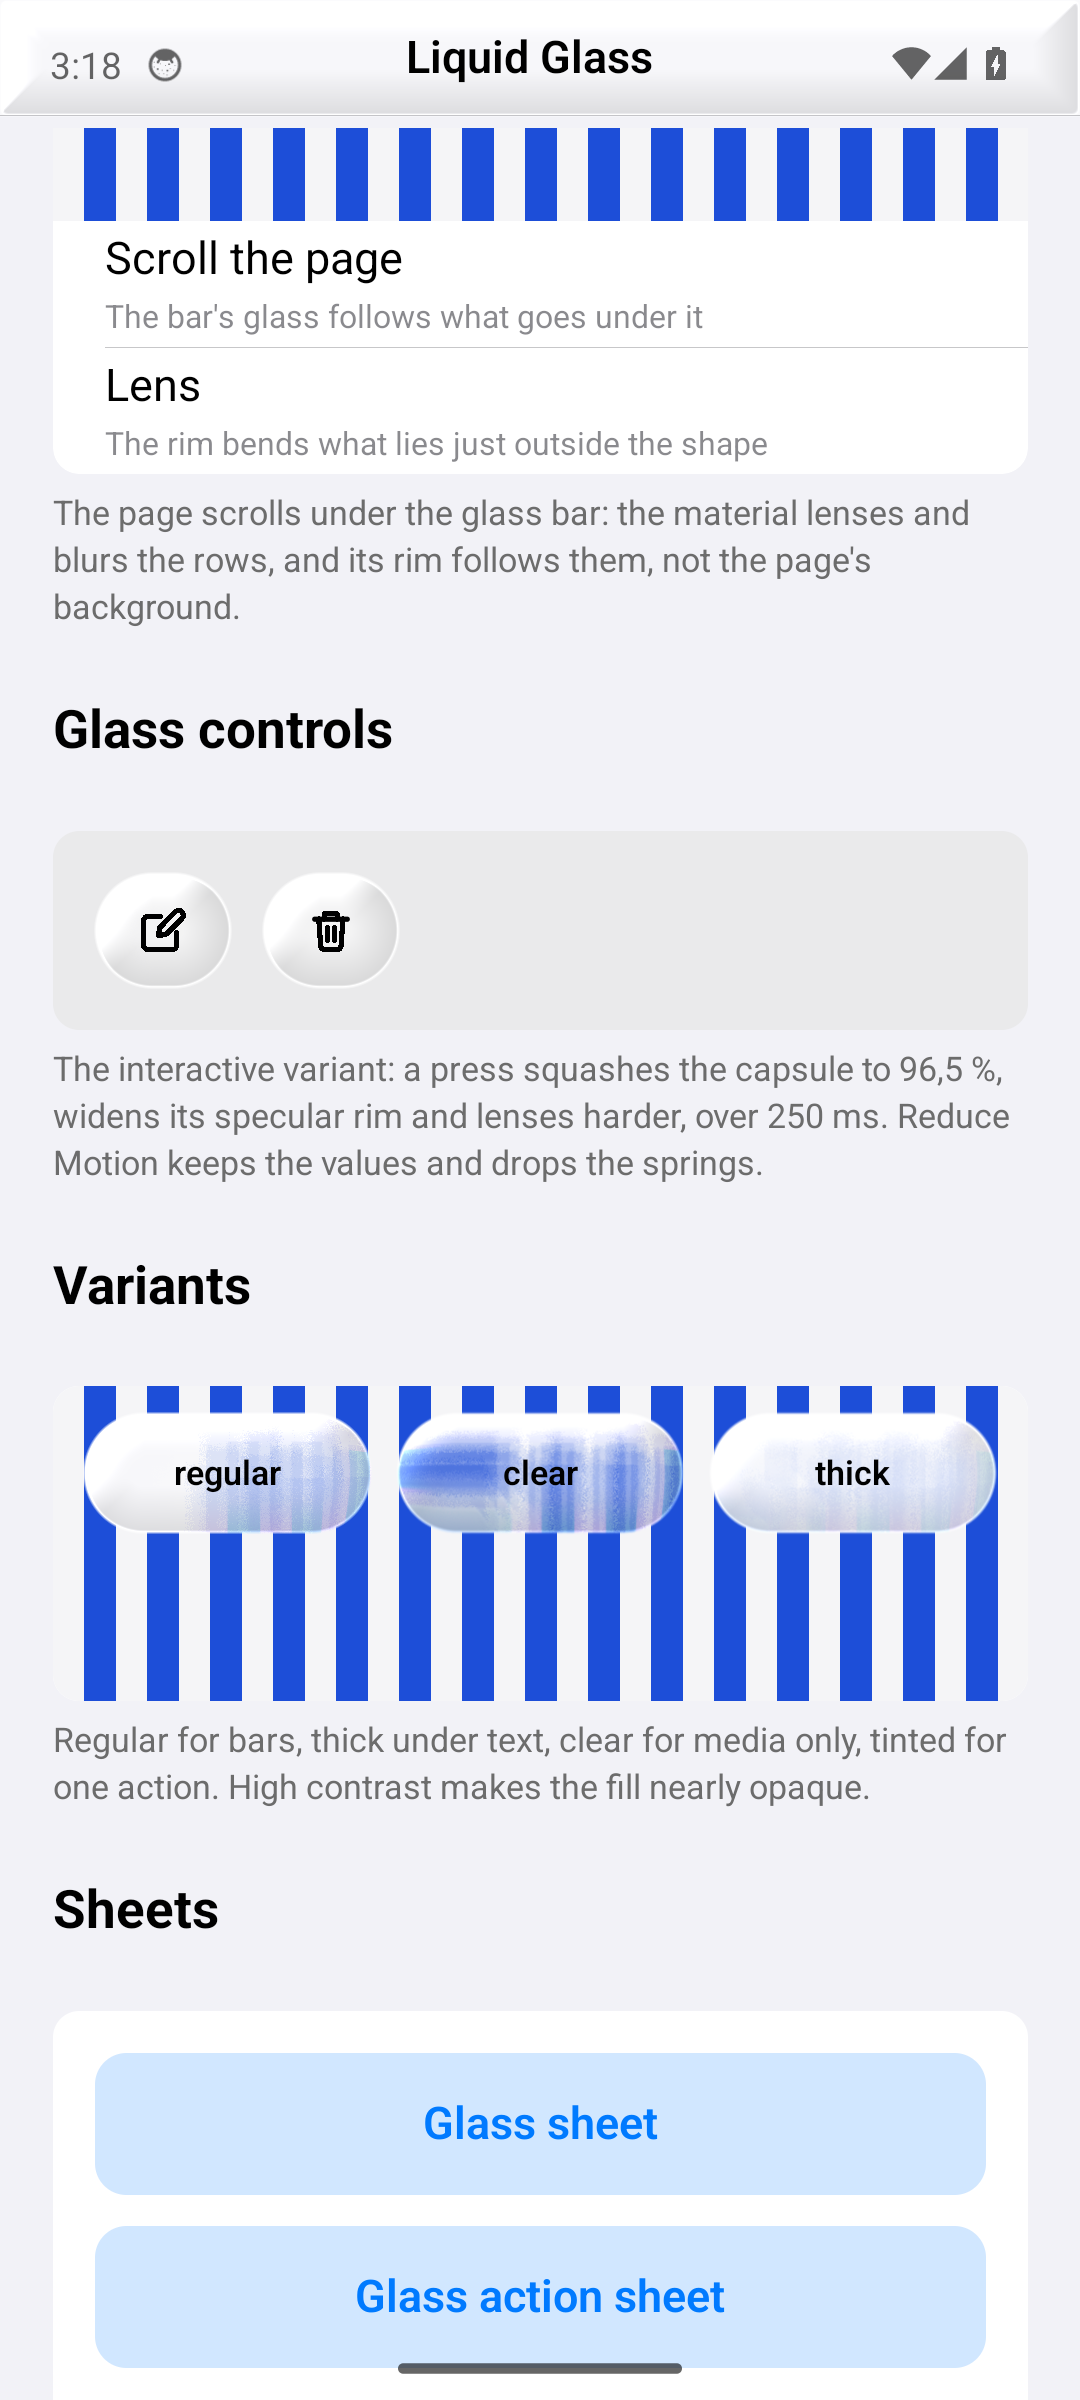 3:18
Liquid Glass
Scroll the page
The bar's glass follows what goes under it
Lens
The rim bends what lies just outside the shape
The page scrolls under the glass bar: the material lenses and
blurs the rows, and its rim follows them, not the page's
background.
Glass controls
The interactive variant: a press squashes the capsule to 96,5 %,
widens its specular rim and lenses harder, over 250 ms. Reduce
Motion keeps the values and drops the springs.
Variants
regular
clear
thick
Regular for bars, thick under text, clear for media only, tinted for
one action. High contrast makes the fill nearly opaque.
Sheets
Glass sheet
Glass action sheet